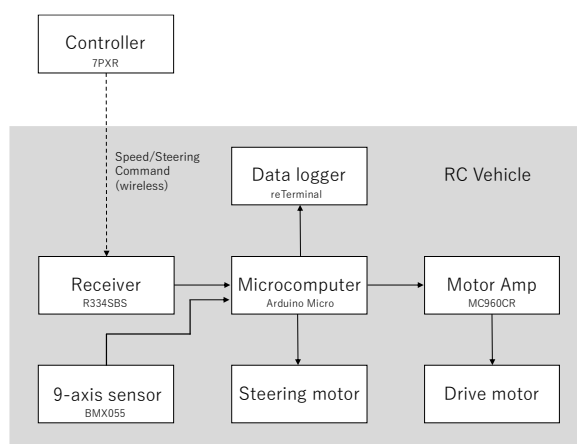 Controller
7PXR
Speed/Steering
Command
(wireless)
Data logger
reTerminal
RC Vehicle
Receiver
R334SBS
Microcomputer
Arduino Micro
Motor Amp
MC960CR
9-axis sensor
BMX055
Steering motor
Drive motor